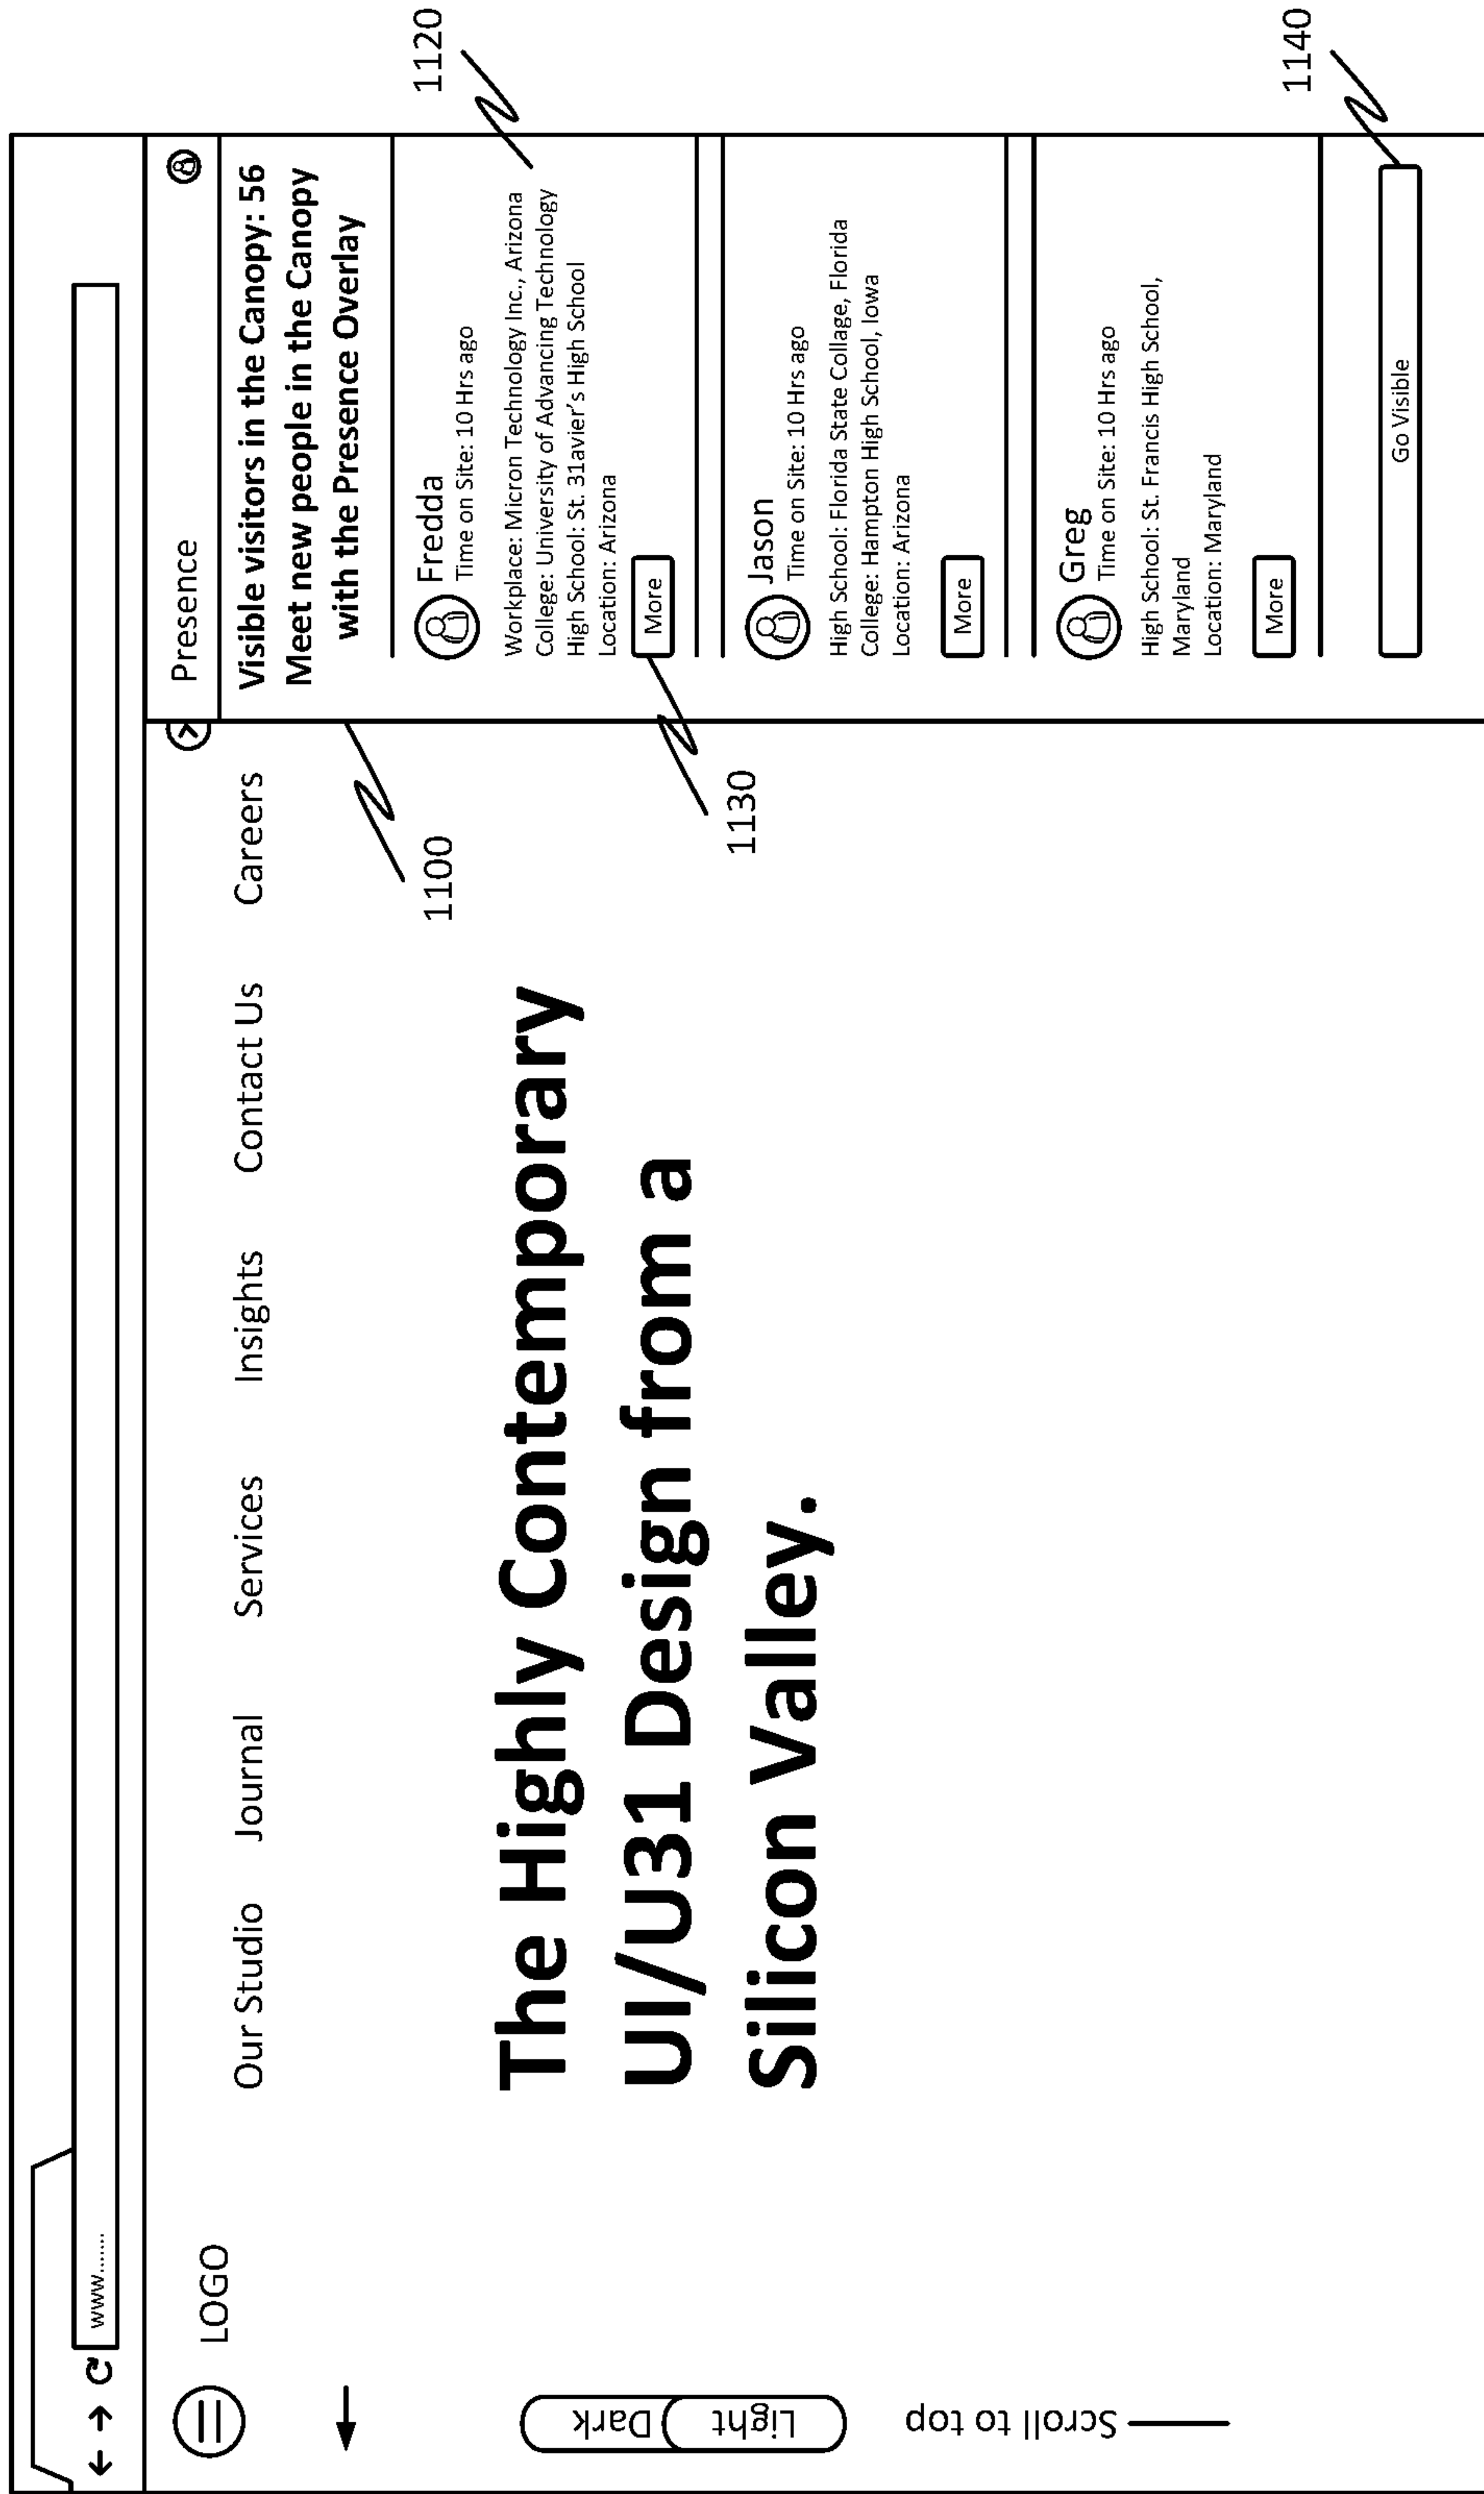 www.......
LOGO
Our Studio Journal Services Insights Contact Us Careers
The Highly Contemporary
UI/U31 Design from a
Silicon Valley.
Dark
Light
Scroll to top
Presence
Visible visitors in the Canopy: 56
Meet new people in the Canopy
with the Presence Overlay
Fredda
Time on Site: 10 Hrs ago
Workplace: Micron Technology Inc., Arizona
College: University of Advancing Technology
High School: St. 31avier's High School
Location: Arizona
More
Jason
Time on Site: 10 Hrs ago
High School: Florida State Collage, Florida
College: Hampton High School, Iowa
Location: Arizona
More
Greg
Time on Site: 10 Hrs ago
High School: St. Francis High School,
Maryland
Location: Maryland
More
Go Visible
1100
1120
1130
1140